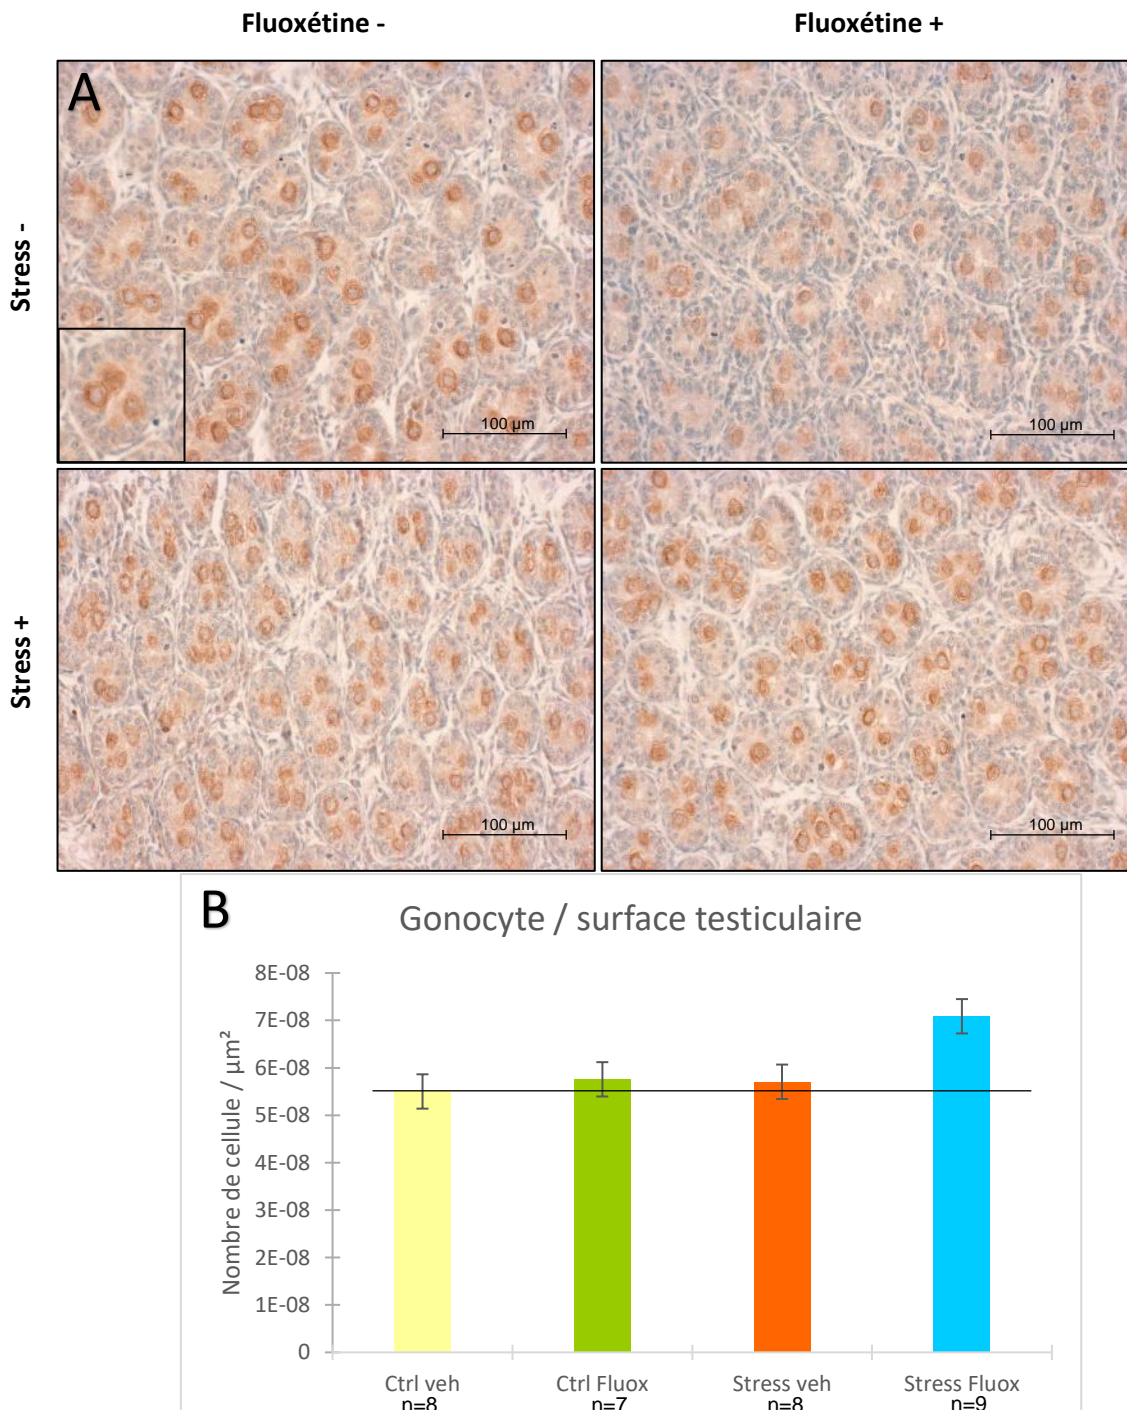 Fluoxétine -
Fluoxétine +
A
Stress -
100 µm
100 µm
Stress +
100 µm
100 µm
B
Gonocyte / surface testiculaire
Nombre de cellule / µm²
8E-08
7E-08
6E-08
5E-08
4E-08
3E-08
2E-08
1E-08
0
Ctrl veh
Ctrl Fluox
Stress veh
Stress Fluox
n=8
n=7
n=8
n=9